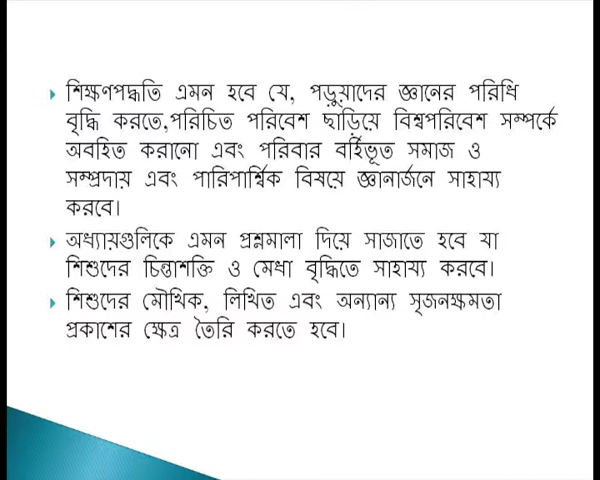 শিক্ষণপদ্ধতি এমন হবে যে, পড়ুয়াদের জ্ঞানের পরিধি
বৃদ্ধি করতে,পরিচিত পরিবেশ ছাড়িয়ে বিশ্বপরিবেশ সম্পর্কে
অবহিত করানো এবং পরিবার বর্হিভূত সমাজ ও
সম্প্রদায় এবং পারিপার্শ্বিক বিষয়ে জ্ঞানার্জনে সাহায্য
করবে।
অধ্যায়গুলিকে এমন প্রশ্নমালা দিয়ে সাজাতে হবে যা
শিশুদের চিন্তাশক্তি ও মেধা বৃদ্ধিতে সাহায্য করবে।
শিশুদের মৌখিক, লিখিত এবং অন্যান্য সৃজনক্ষমতা
প্রকাশের ক্ষেত্র তৈরি করতে হবে।